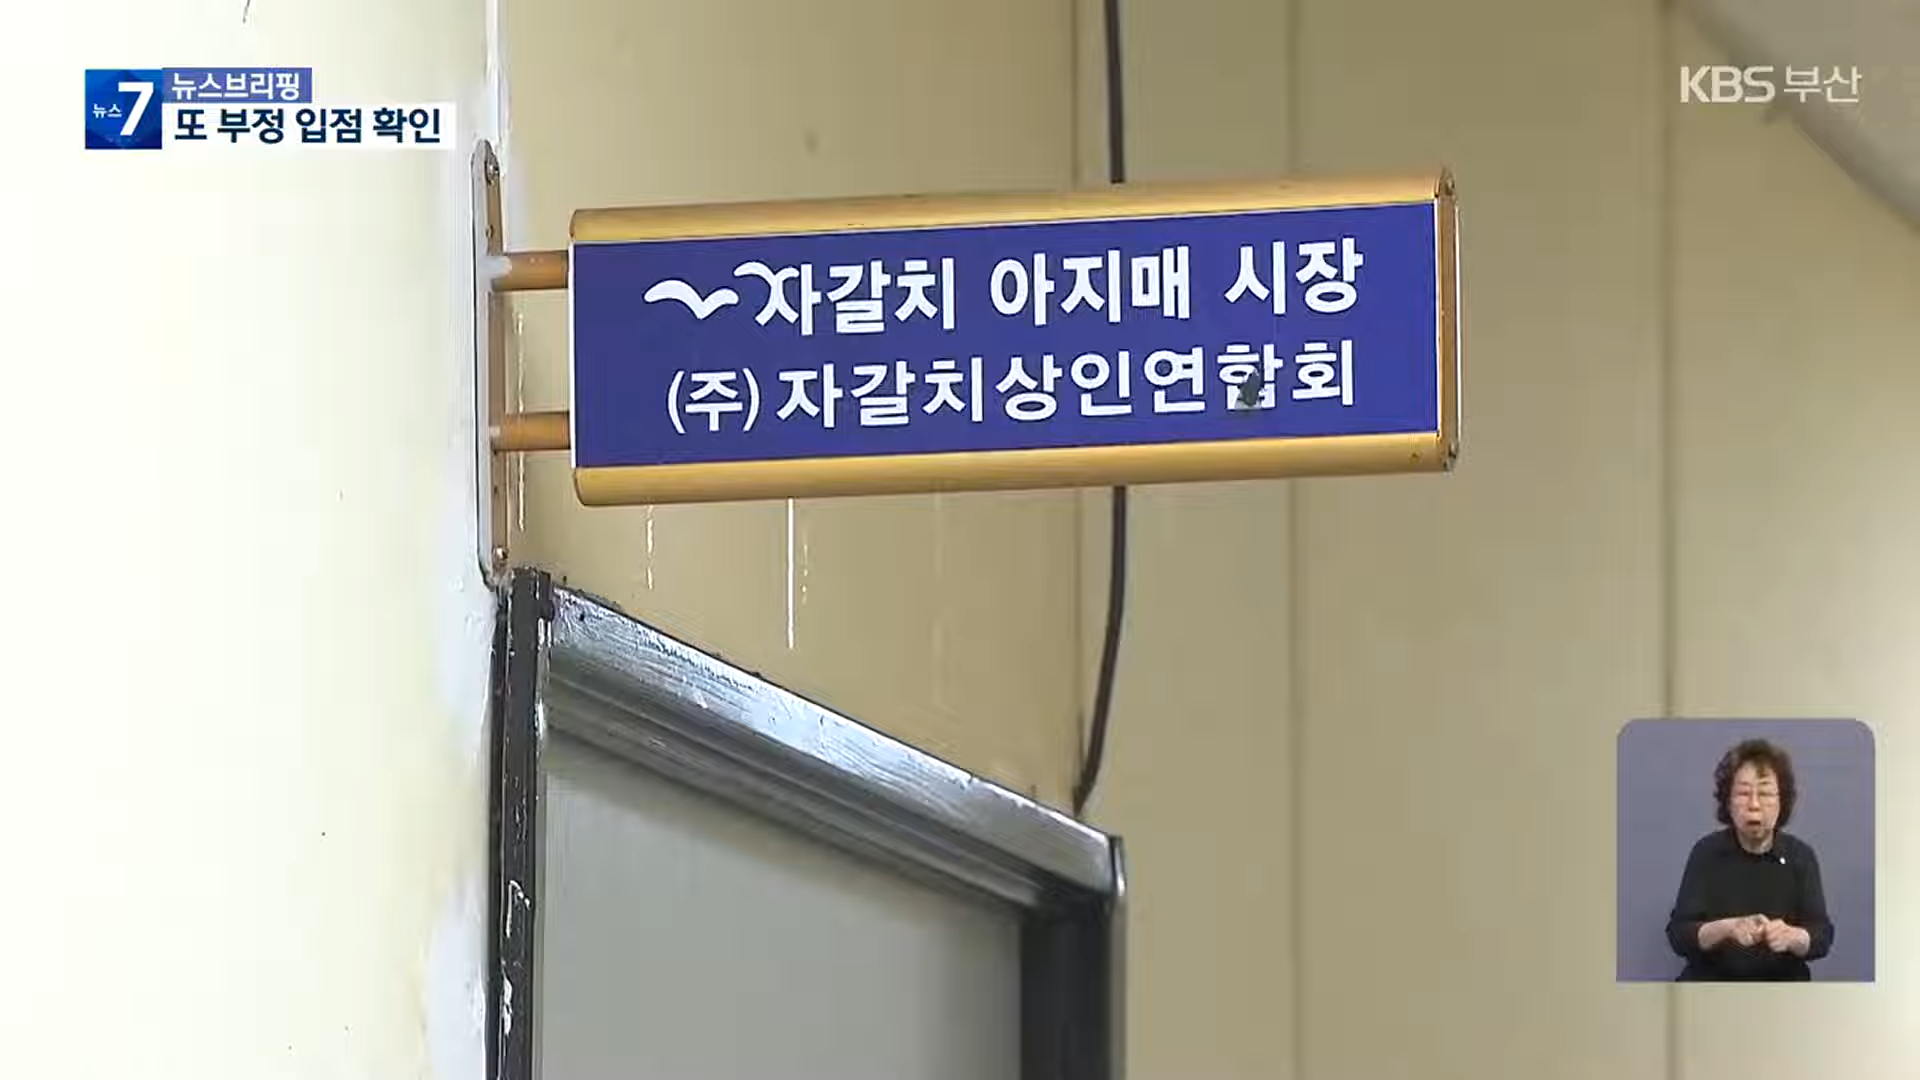 뉴스7
뉴스브리핑
또 부정 입점 확인
KBS 부산
자갈치 아지매 시장
(주)자갈치상인연합회